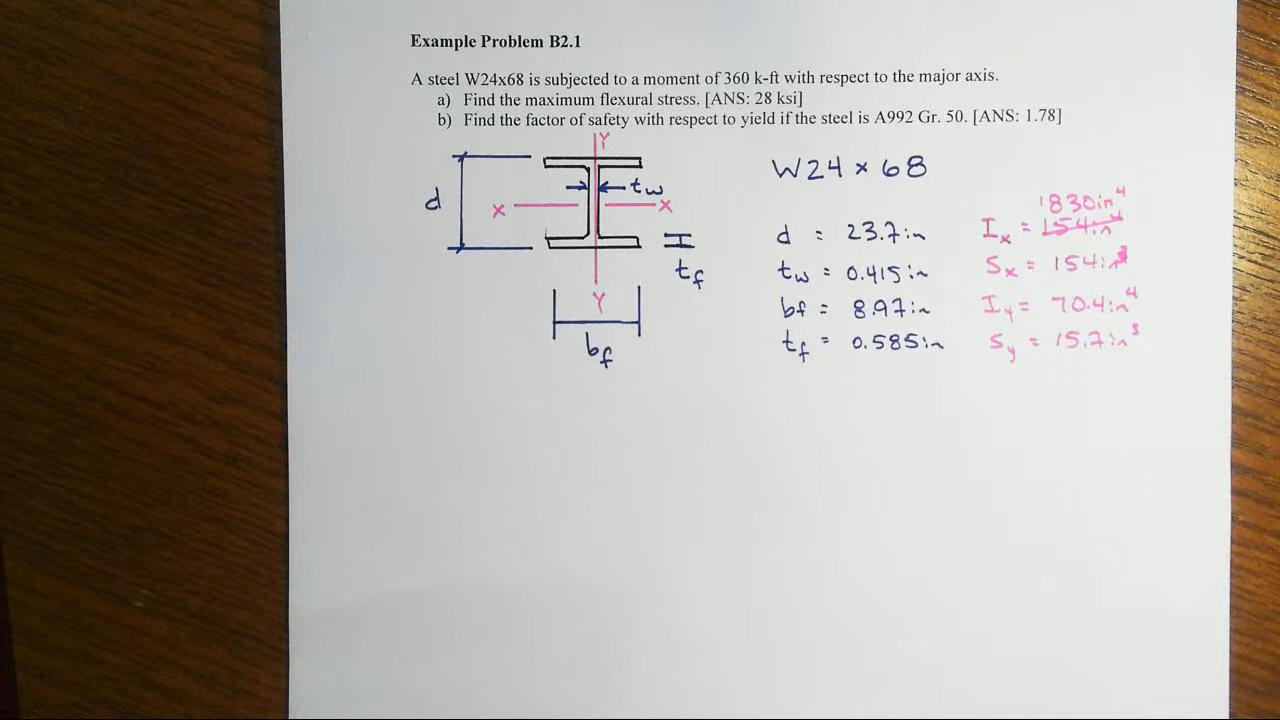 Example Problem B2.1
A steel W24x68 is subjected to a moment of 360 k-ft with respect to the major axis.
a) Find the maximum flexural stress. [ANS: 28 ksi]
b) Find the factor of safety with respect to yield if the steel is A992 Gr. 50. [ANS: 1.78]
Y
d
tw
X
X
tf
Y
bf
W24 × 68
d = 23.7in
tw = 0.415in
bf = 8.97in
tf = 0.585in
1830in⁴
Ix = 154in⁴
Sx = 154in³
Iy = 70.4in⁴
Sy = 15.7in³